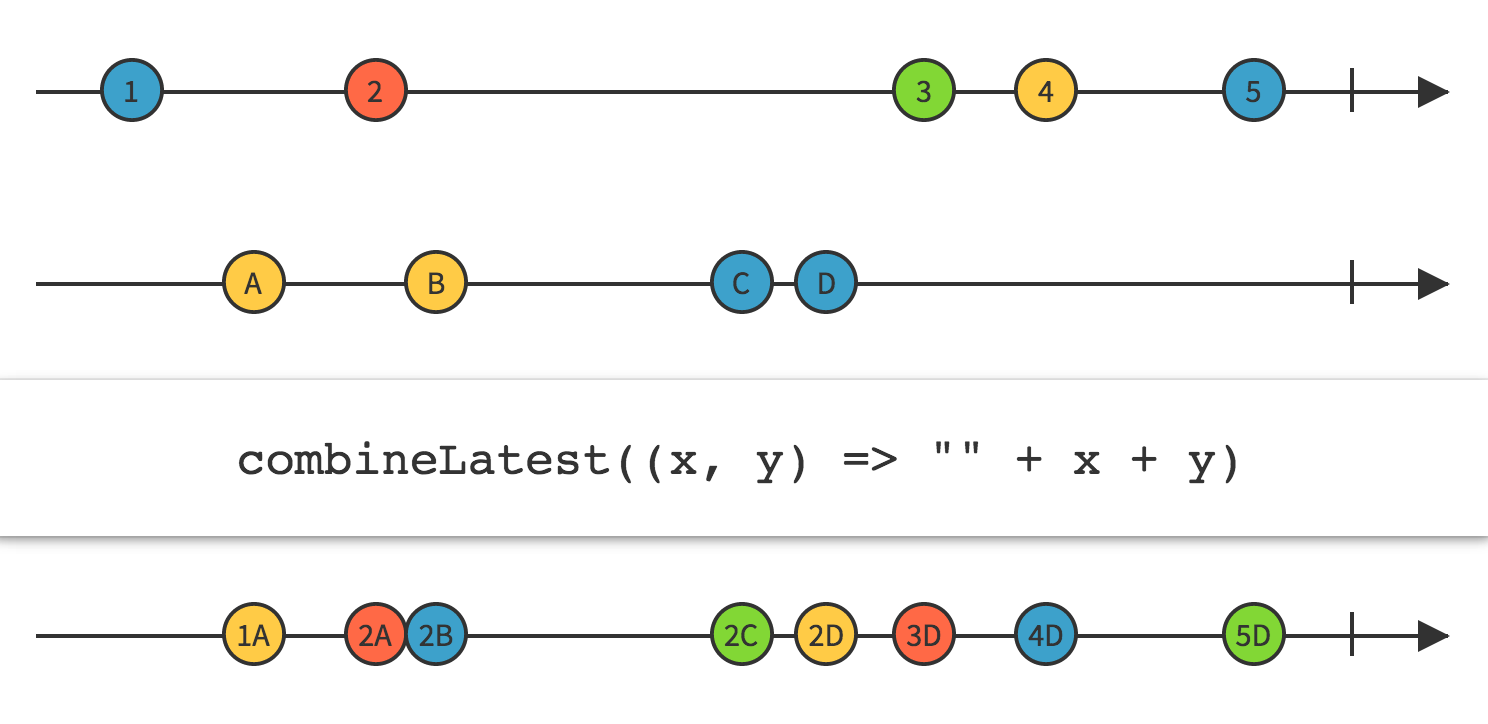 1 2 3 4 5
A B C D
combineLatest((x, y) => "" + x + y)
1A 2A 2B 2C 2D 3D 4D 5D